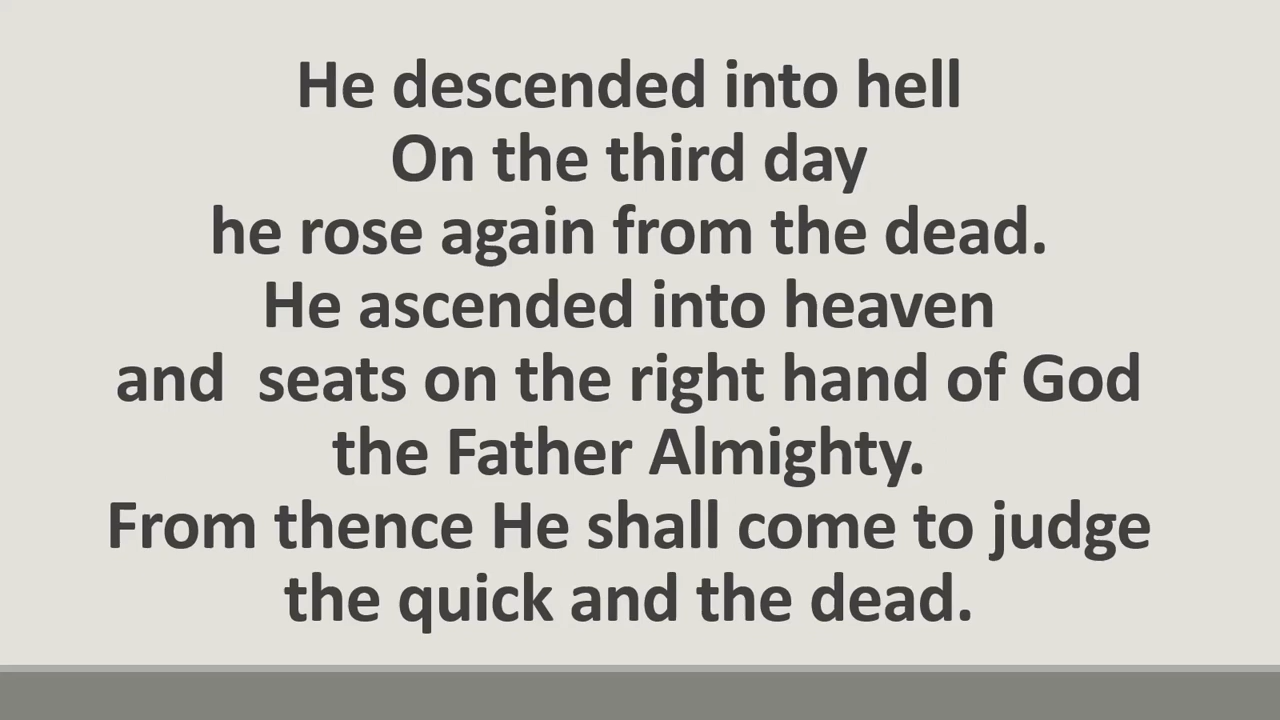 He descended into hell
On the third day
he rose again from the dead.
He ascended into heaven
and  seats on the right hand of God
the Father Almighty.
From thence He shall come to judge
the quick and the dead.